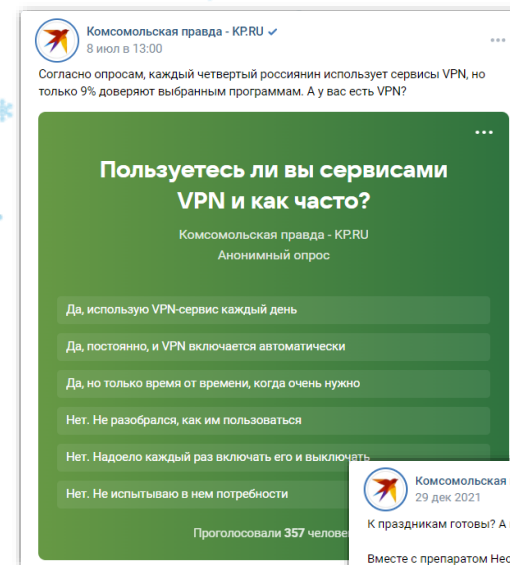 Комсомольская правда - KP.RU
8 июл в 13:00
Согласно опросам, каждый четвертый россиянин использует сервисы VPN, но
только 9% доверяют выбранным программам. А у вас есть VPN?
Пользуетесь ли вы сервисами
VPN и как часто?
Комсомольская правда - KP.RU
Анонимный опрос
Да, использую VPN-сервис каждый день
Да, постоянно, и VPN включается автоматически
Да, но только время от времени, когда очень нужно
Нет. Не разобрался, как им пользоваться
Нет. Надоело каждый раз включать его и выключать
Нет. Не испытываю в нем потребности
Проголосовали 357
Комсомольская
29 дек 2021
К праздникам готовы? А
Вместе с препаратом